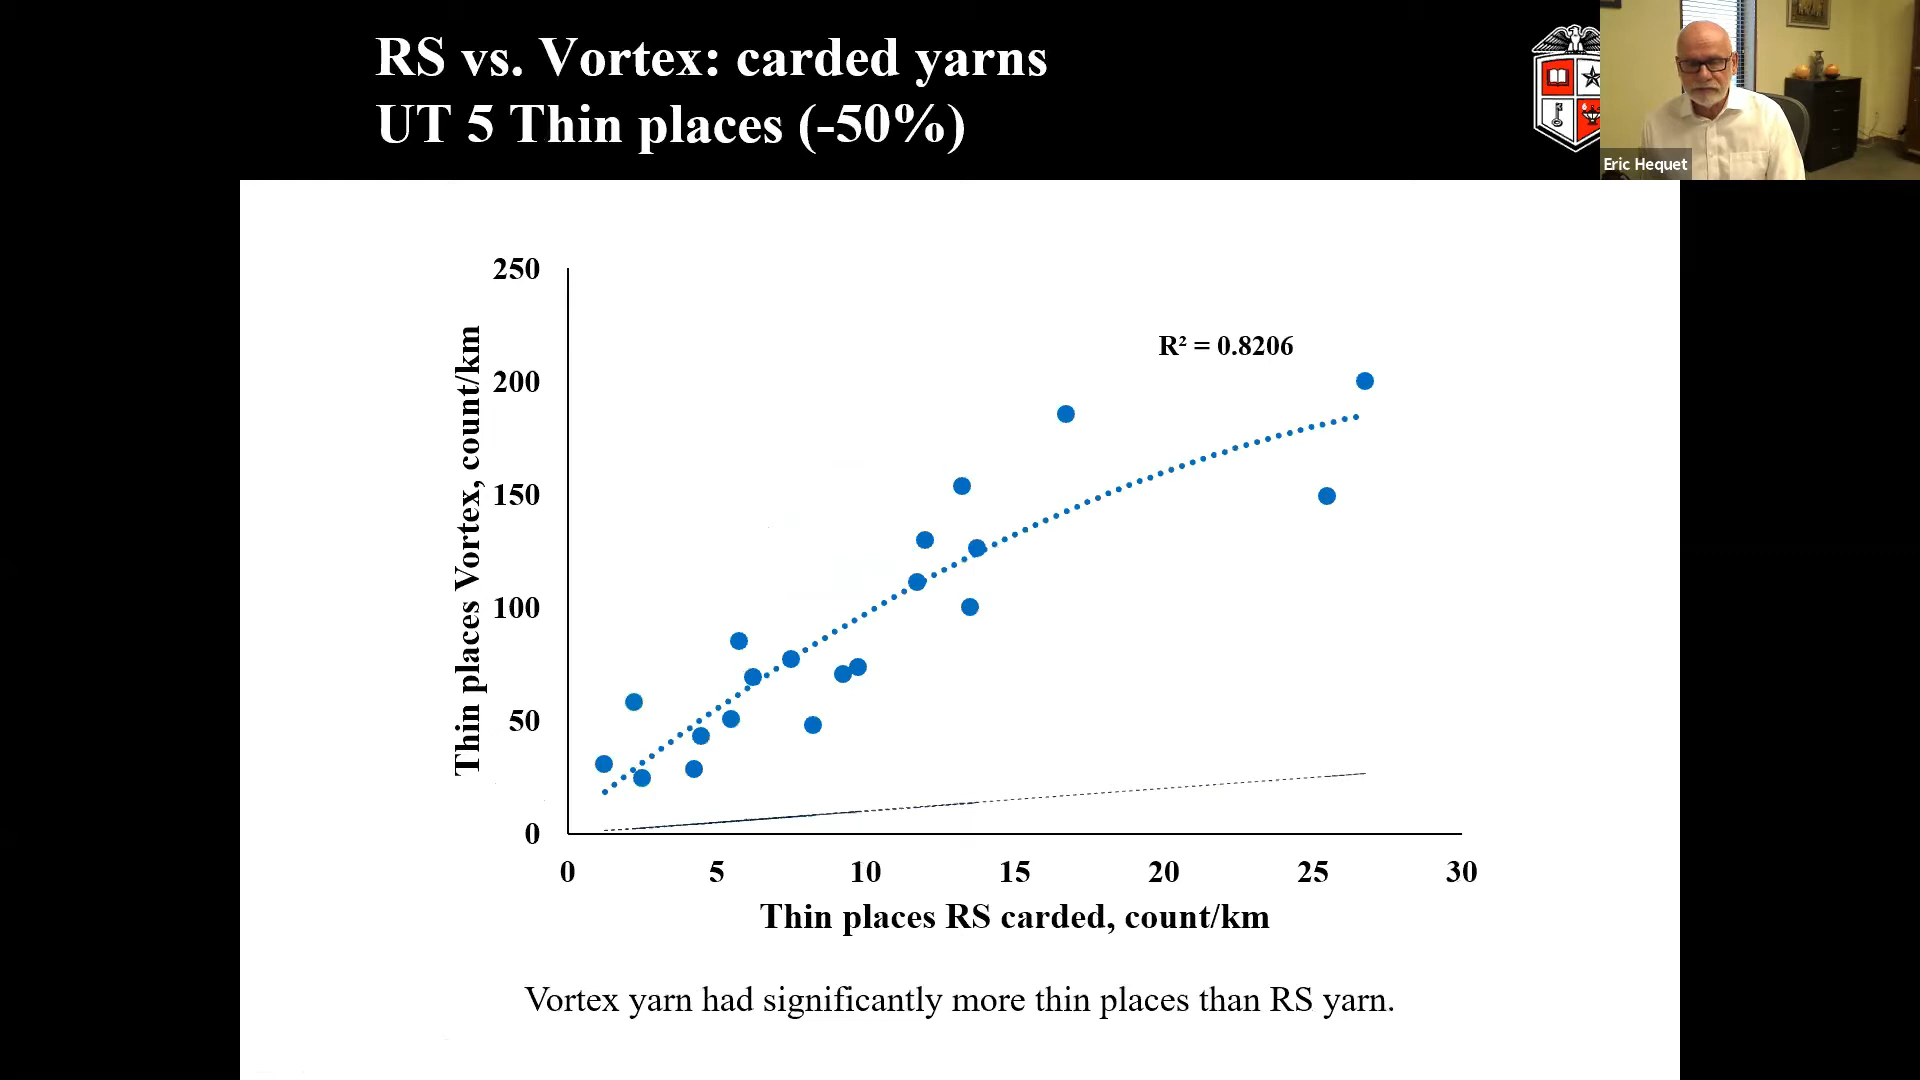 RS vs. Vortex: carded yarns
UT 5 Thin places (-50%)
Eric Hequet
Thin places Vortex, count/km
250
200
150
100
50
0
R² = 0.8206
0 5 10 15 20 25 30
Thin places RS carded, count/km
Vortex yarn had significantly more thin places than RS yarn.